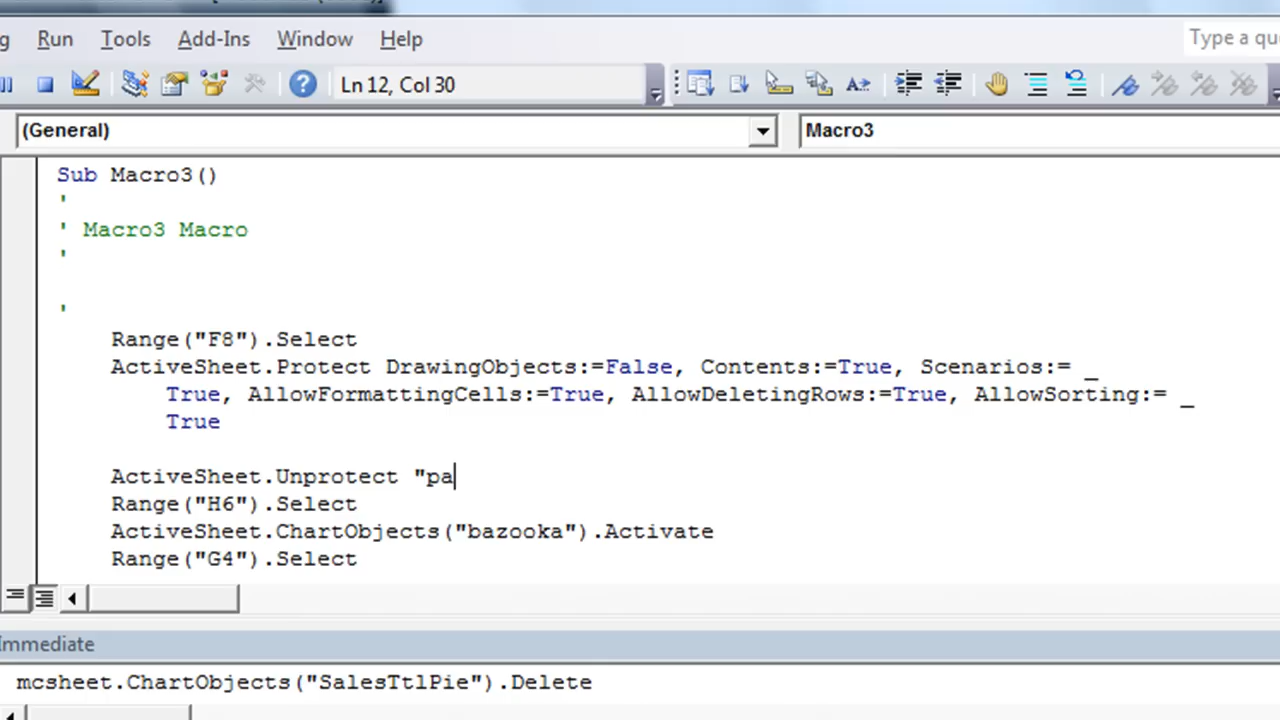 g Run Tools Add-Ins Window Help Type a qu
Ln 12, Col 30
(General) Macro3
Sub Macro3()
'
' Macro3 Macro
'
'
Range("F8").Select
ActiveSheet.Protect DrawingObjects:=False, Contents:=True, Scenarios:= _
True, AllowFormattingCells:=True, AllowDeletingRows:=True, AllowSorting:= _
True
ActiveSheet.Unprotect "pa
Range("H6").Select
ActiveSheet.ChartObjects("bazooka").Activate
Range("G4").Select
Immediate
mcsheet.ChartObjects("SalesTtlPie").Delete